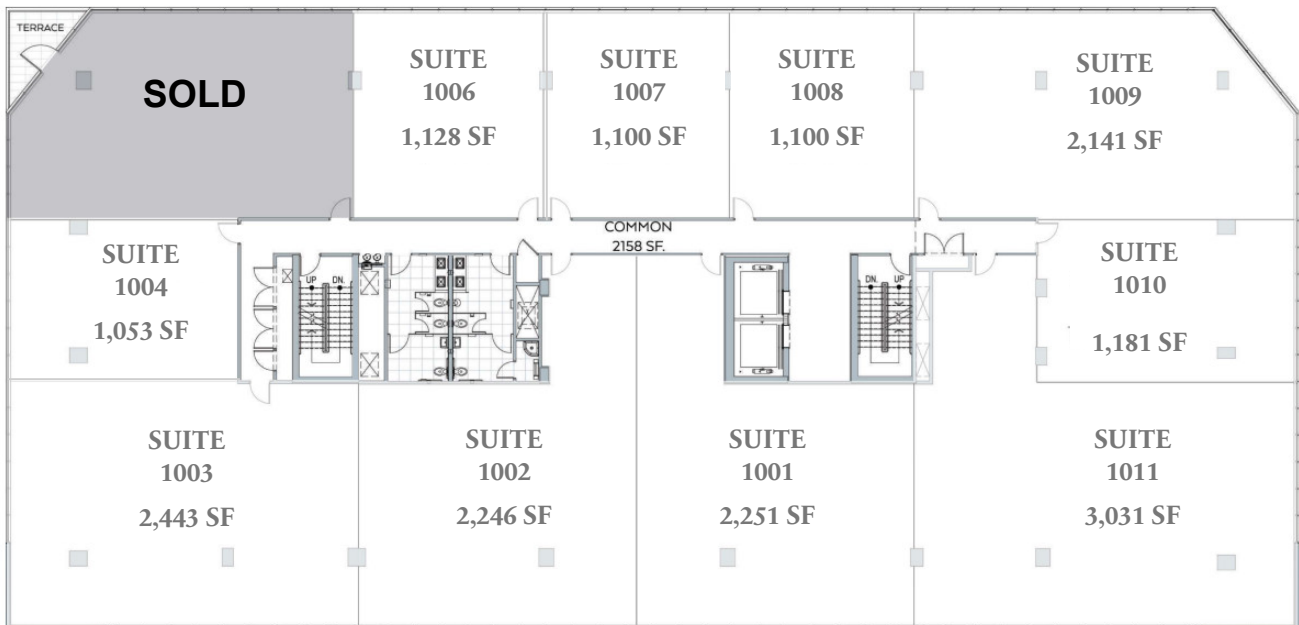 TERRACE
SOLD
SUITE
1006
1,128 SF
SUITE
1007
1,100 SF
SUITE
1008
1,100 SF
SUITE
1009
2,141 SF
COMMON
2158 SF.
SUITE
1004
1,053 SF
UP DN.
DN. UP
SUITE
1010
1,181 SF
SUITE
1003
2,443 SF
SUITE
1002
2,246 SF
SUITE
1001
2,251 SF
SUITE
1011
3,031 SF